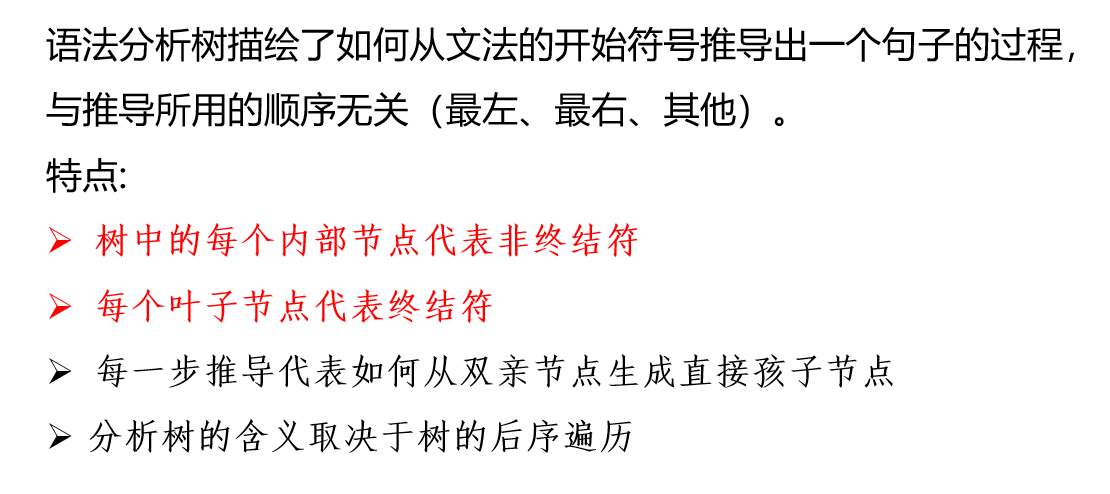 语法分析树描绘了如何从文法的开始符号推导出一个句子的过程，
与推导所用的顺序无关（最左、最右、其他）。
特点:
➢ 树中的每个内部节点代表非终结符
➢ 每个叶子节点代表终结符
➢ 每一步推导代表如何从双亲节点生成直接孩子节点
➢ 分析树的含义取决于树的后序遍历